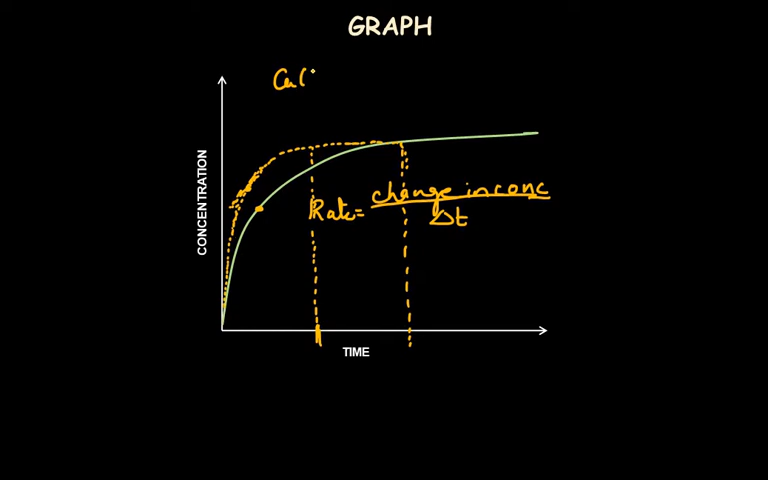 GRAPH
Cal
CONCENTRATION
Rate= change in conc
Δt
TIME